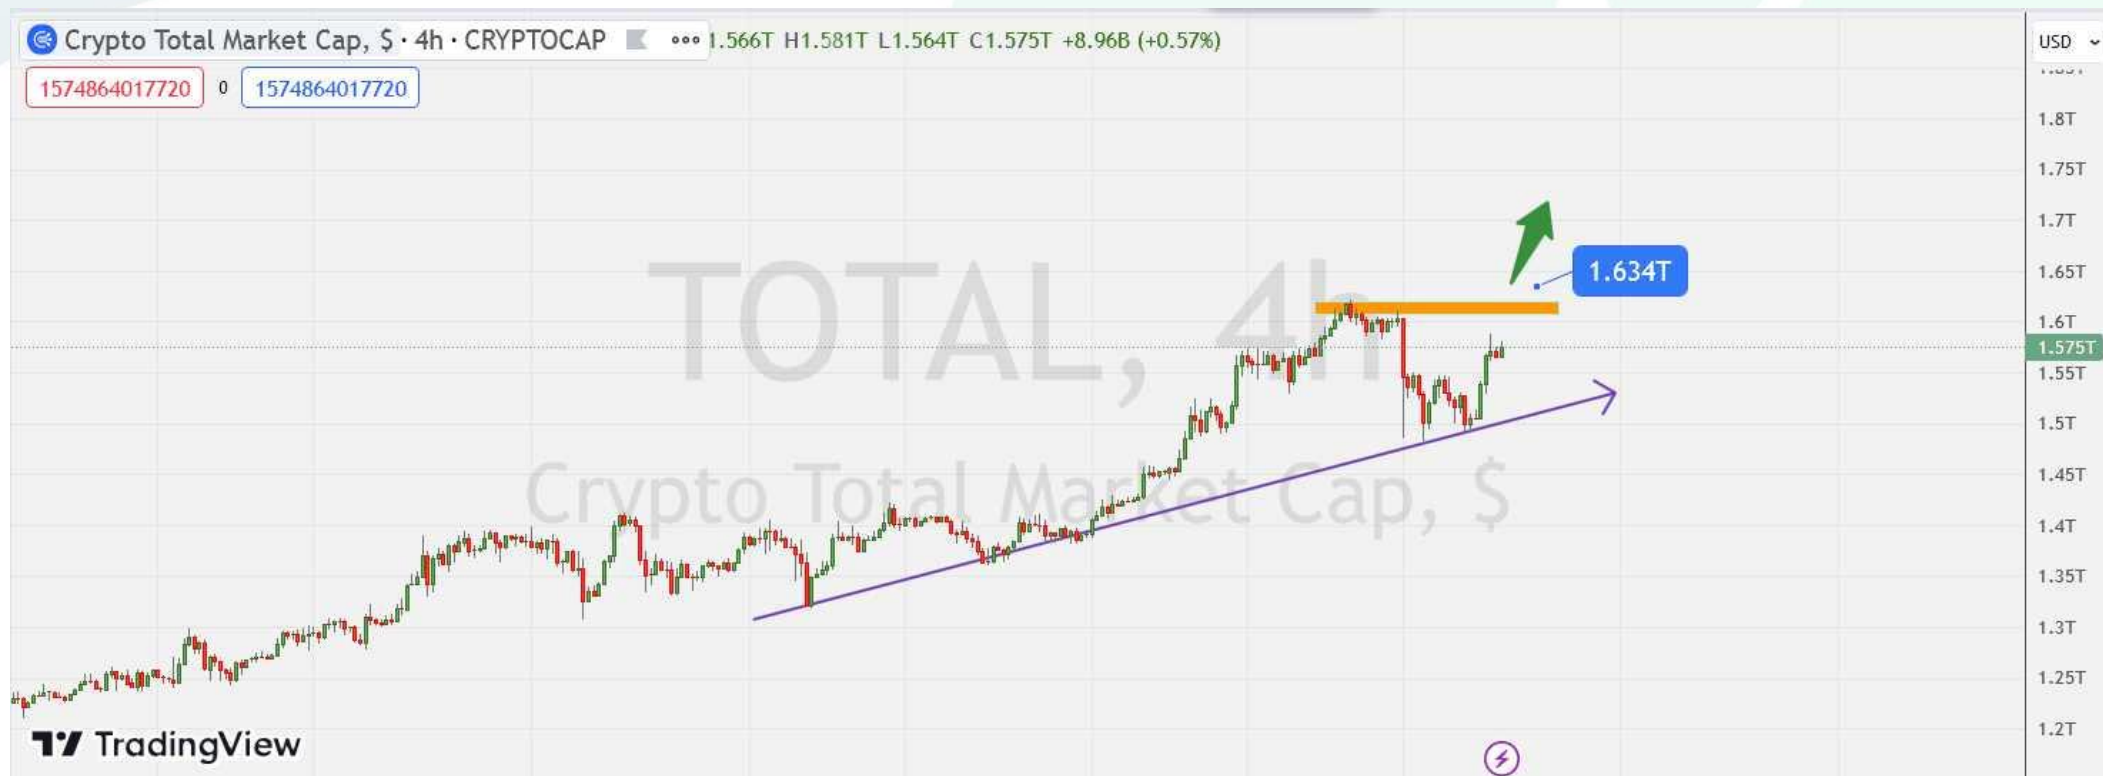 Crypto Total Market Cap, $ · 4h · CRYPTOCAP 1.566T H1.581T L1.564T C1.575T +8.96B (+0.57%)
USD
1574864017720 0 1574864017720
1.8T
1.75T
1.7T
1.634T
1.65T
TOTAL, 4h
1.6T
1.575T
1.55T
1.5T
Crypto Total Market Cap, $
1.45T
1.4T
1.35T
1.3T
1.25T
TradingView
1.2T